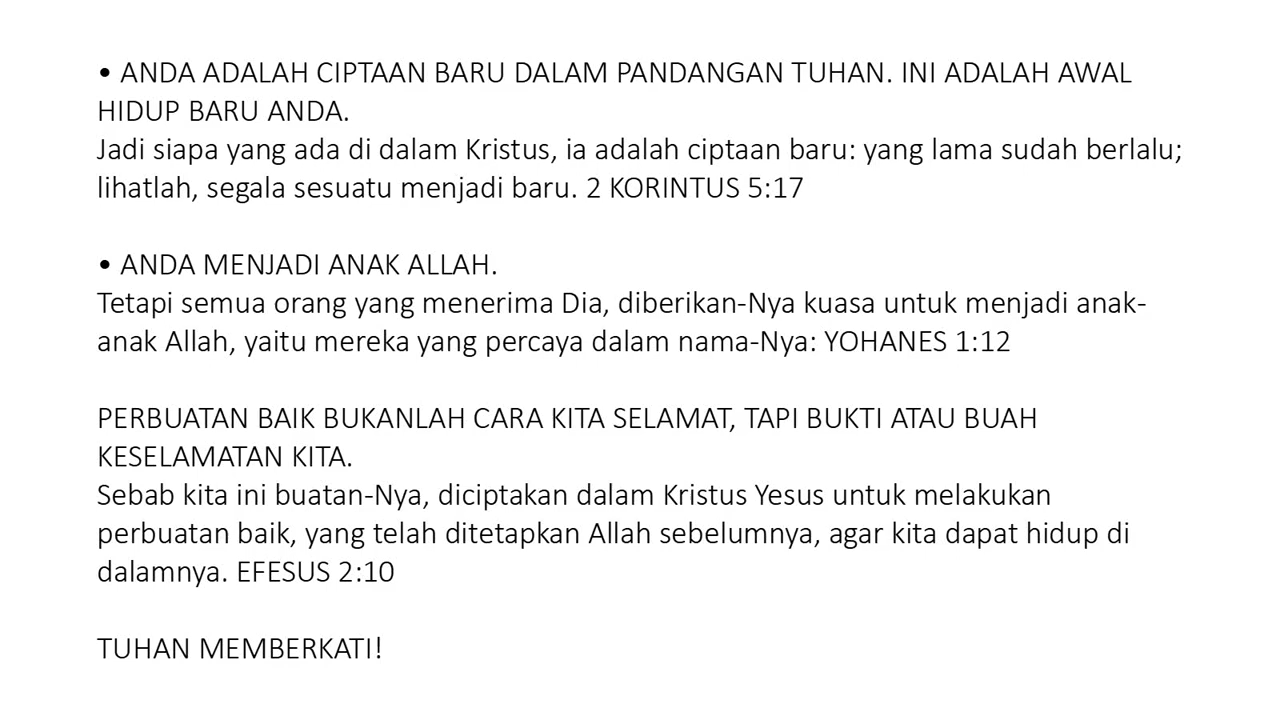 • ANDA ADALAH CIPTAAN BARU DALAM PANDANGAN TUHAN. INI ADALAH AWAL
HIDUP BARU ANDA.
Jadi siapa yang ada di dalam Kristus, ia adalah ciptaan baru: yang lama sudah berlalu;
lihatlah, segala sesuatu menjadi baru. 2 KORINTUS 5:17
• ANDA MENJADI ANAK ALLAH.
Tetapi semua orang yang menerima Dia, diberikan-Nya kuasa untuk menjadi anak-
anak Allah, yaitu mereka yang percaya dalam nama-Nya: YOHANES 1:12
PERBUATAN BAIK BUKANLAH CARA KITA SELAMAT, TAPI BUKTI ATAU BUAH
KESELAMATAN KITA.
Sebab kita ini buatan-Nya, diciptakan dalam Kristus Yesus untuk melakukan
perbuatan baik, yang telah ditetapkan Allah sebelumnya, agar kita dapat hidup di
dalamnya. EFESUS 2:10
TUHAN MEMBERKATI!